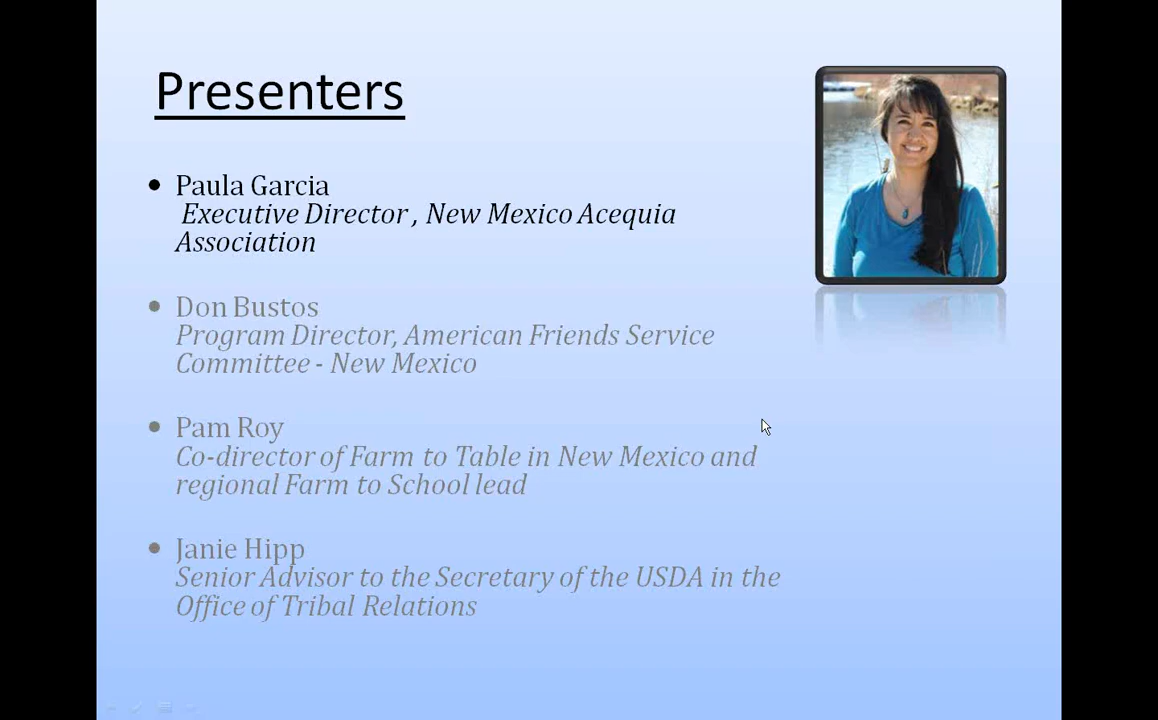 Presenters
• Paula Garcia
Executive Director , New Mexico Acequia
Association
• Don Bustos
Program Director, American Friends Service
Committee - New Mexico
• Pam Roy
Co-director of Farm to Table in New Mexico and
regional Farm to School lead
• Janie Hipp
Senior Advisor to the Secretary of the USDA in the
Office of Tribal Relations